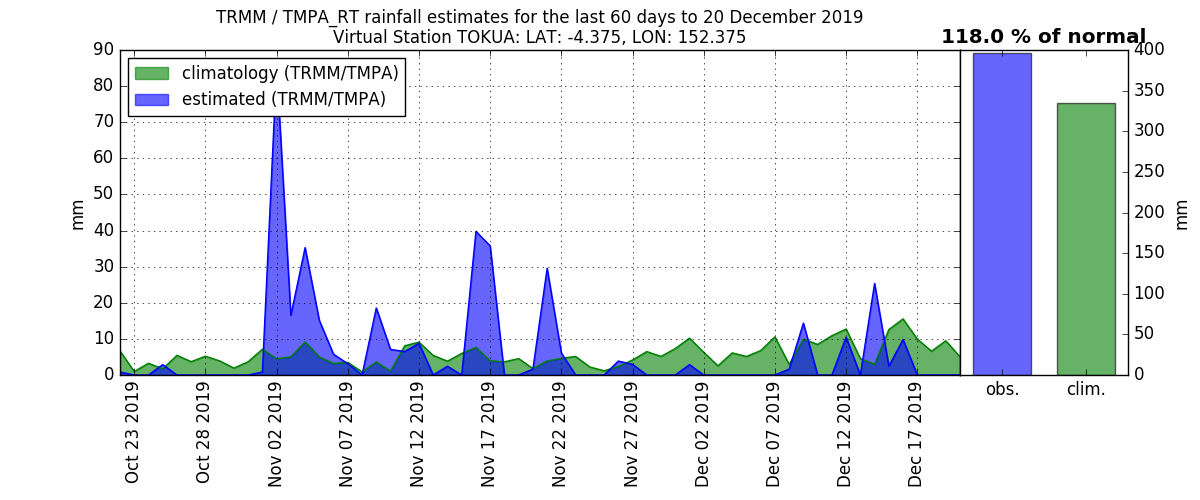 TRMM / TMPA_RT rainfall estimates for the last 60 days to 20 December 2019
Virtual Station TOKUA: LAT: -4.375, LON: 152.375
118.0 % of normal
climatology (TRMM/TMPA)
estimated (TRMM/TMPA)
90
80
70
60
50
40
30
20
10
0
mm
Oct 23 2019
Oct 28 2019
Nov 02 2019
Nov 07 2019
Nov 12 2019
Nov 17 2019
Nov 22 2019
Nov 27 2019
Dec 02 2019
Dec 07 2019
Dec 12 2019
Dec 17 2019
obs.
clim.
400
350
300
250
200
150
100
50
0
mm